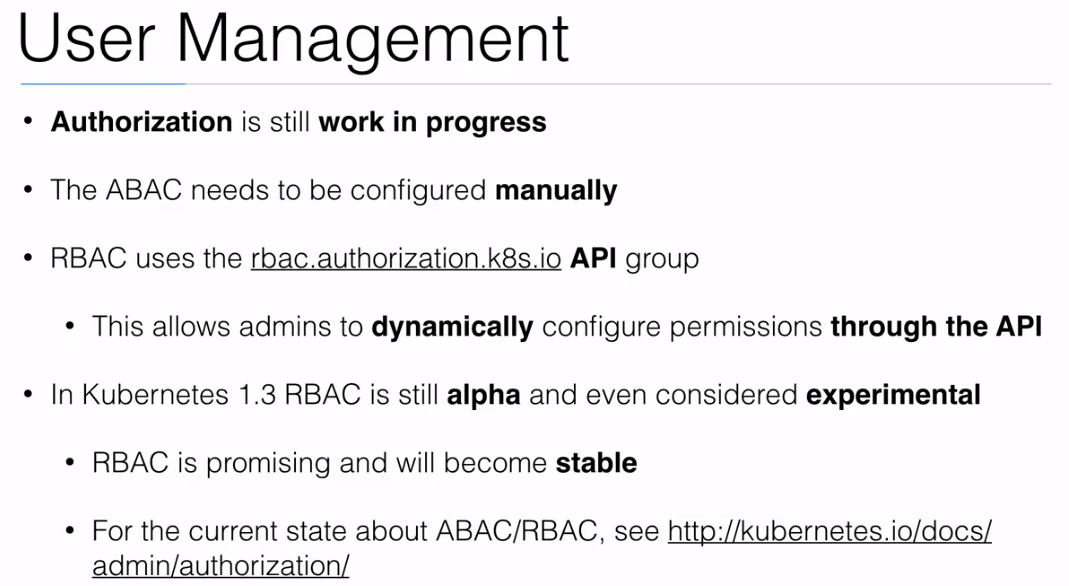 User Management
• Authorization is still work in progress
• The ABAC needs to be configured manually
• RBAC uses the rbac.authorization.k8s.io API group
• This allows admins to dynamically configure permissions through the API
• In Kubernetes 1.3 RBAC is still alpha and even considered experimental
• RBAC is promising and will become stable
• For the current state about ABAC/RBAC, see http://kubernetes.io/docs/
admin/authorization/